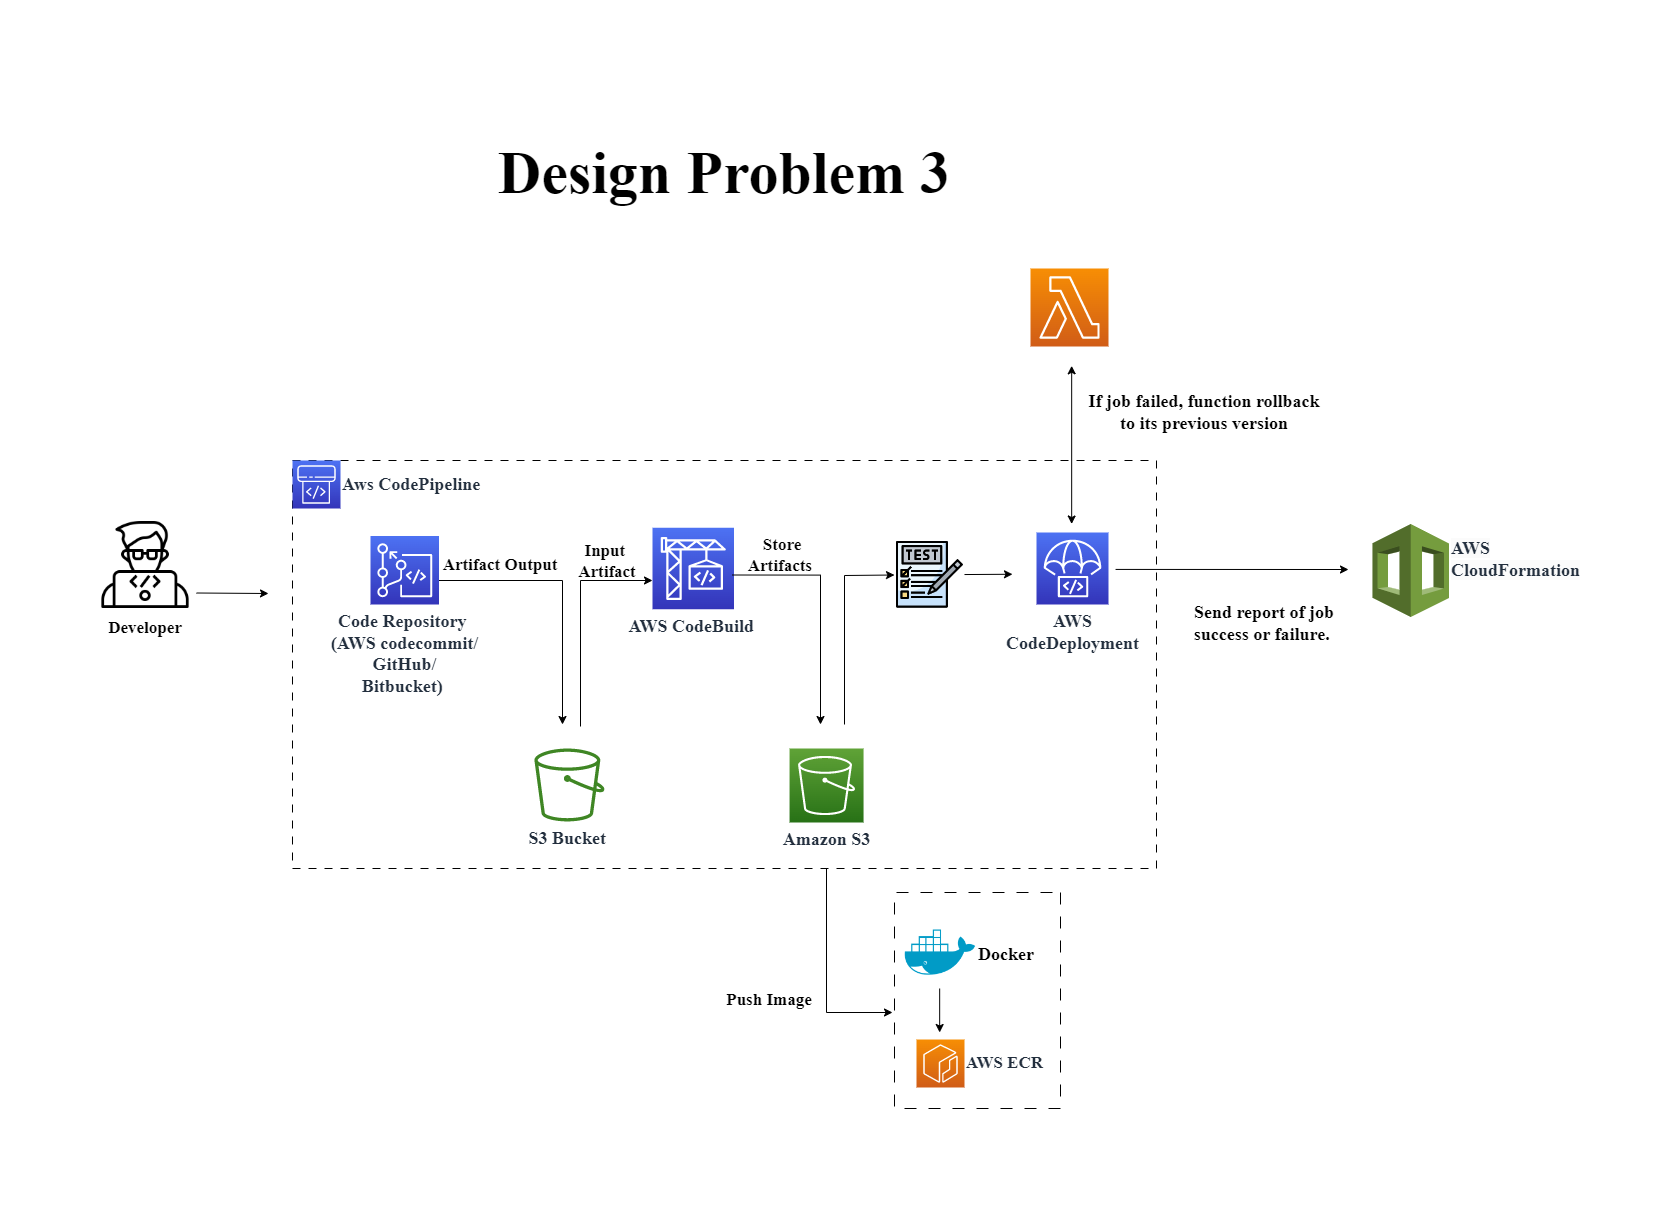 Design Problem 3
If job failed, function rollback
to its previous version
Aws CodePipeline
Developer
Artifact Output
Code Repository
(AWS codecommit/
GitHub/
Bitbucket)
Input
Artifact
AWS CodeBuild
Store
Artifacts
TEST
AWS
CodeDeployment
AWS
CloudFormation
Send report of job
success or failure.
S3 Bucket
Amazon S3
Push Image
Docker
AWS ECR